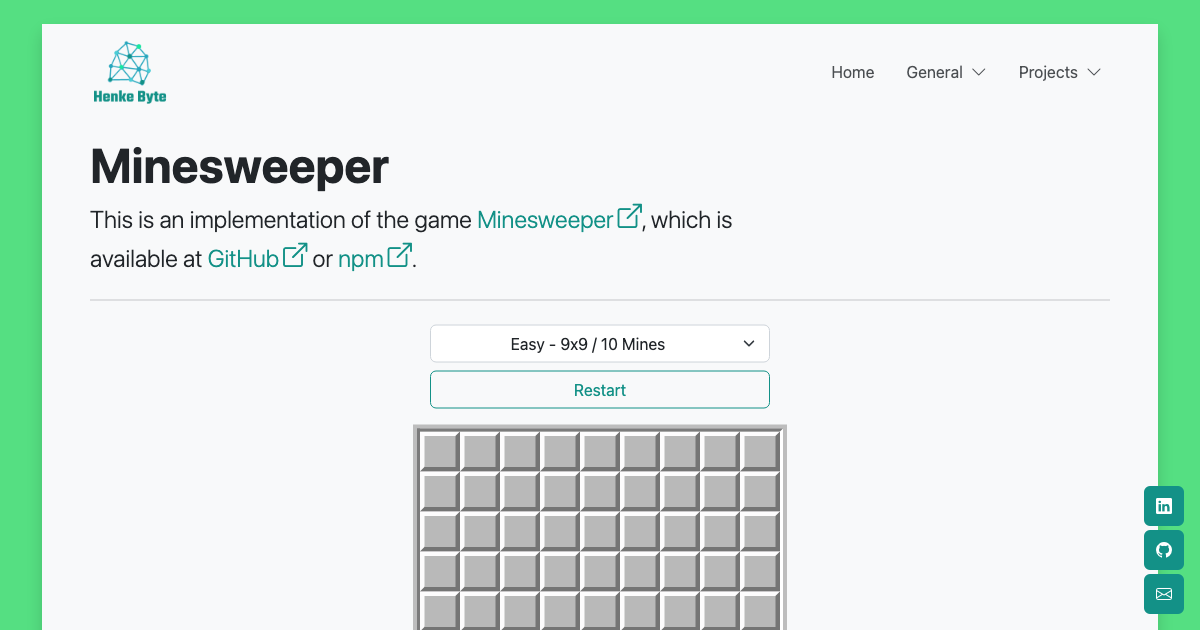 Henke Byte
Home
General
Projects
Minesweeper
This is an implementation of the game Minesweeper, which is
available at GitHub or npm.
Easy - 9x9 / 10 Mines
Restart